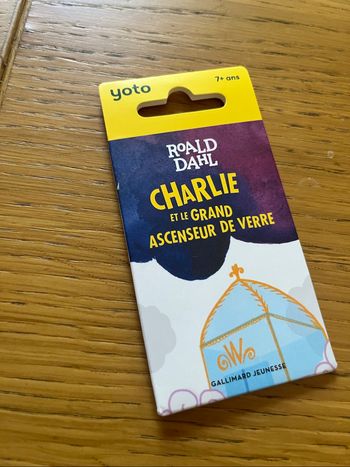 yoto
7+ ans
ROALD
DAHL
CHARLIE
ET LE GRAND
ASCENSEUR DE VERRE
W
GALLIMARD JEUNESSE